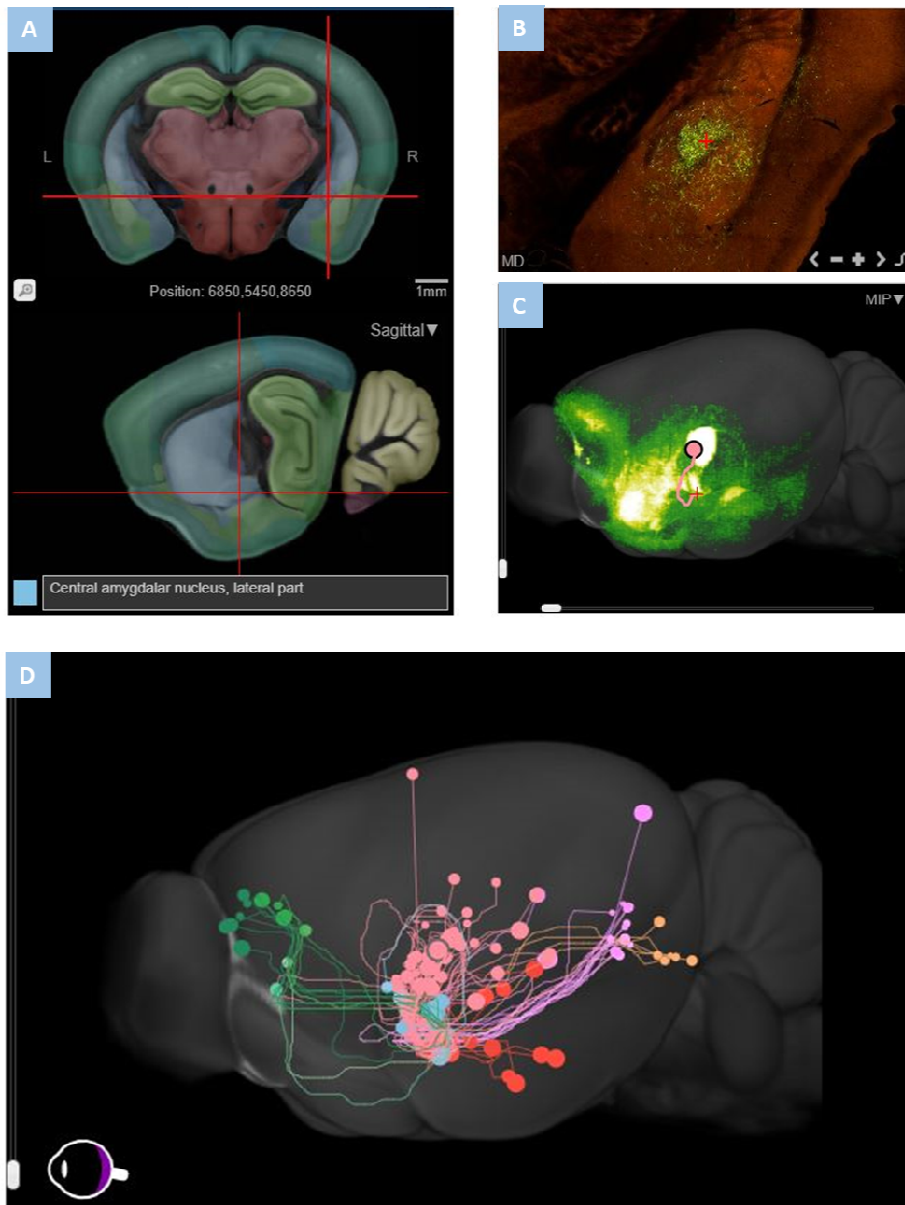 A
L
R
Position: 6850,5450,8650
1mm
Sagittal▼
Central amygdalar nucleus, lateral part
B
MD
C
MIP▼
D